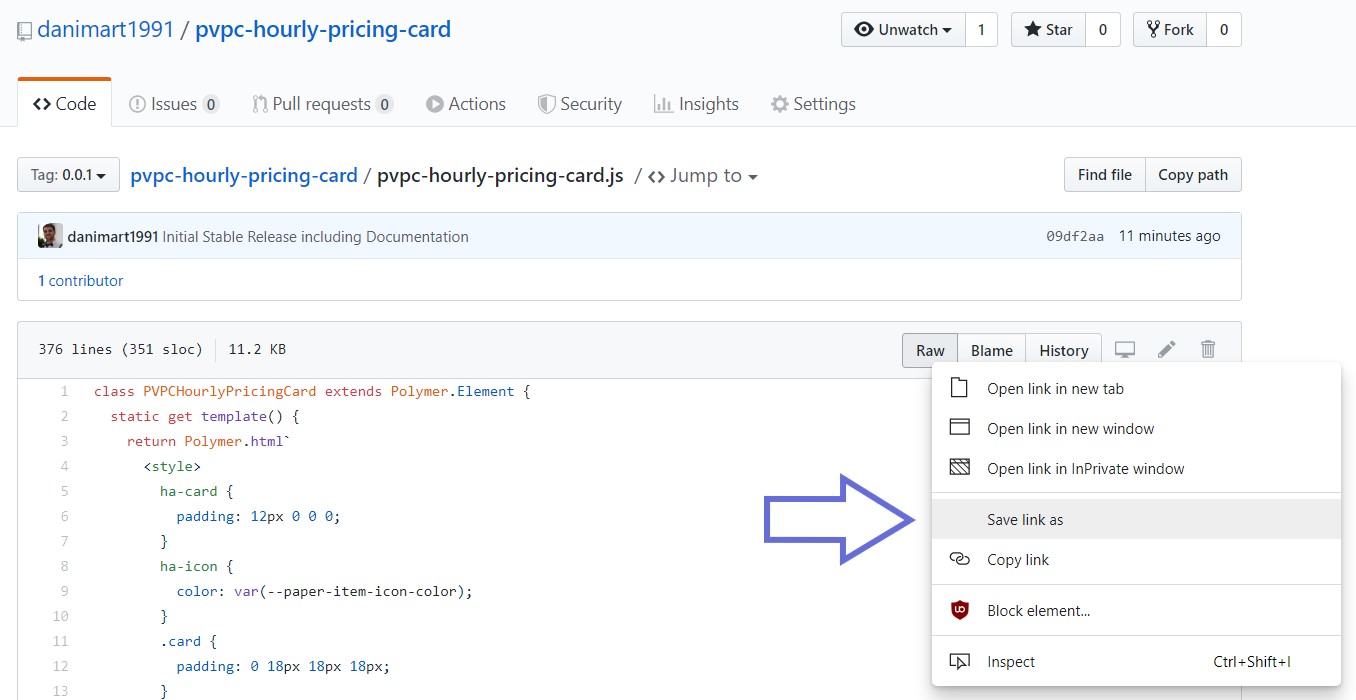 danimart1991 / pvpc-hourly-pricing-card
Unwatch 1 Star 0 Fork 0
Code Issues 0 Pull requests 0 Actions Security Insights Settings
Tag: 0.0.1 pvpc-hourly-pricing-card / pvpc-hourly-pricing-card.js / Jump to Find file Copy path
danimart1991 Initial Stable Release including Documentation 09df2aa 11 minutes ago
1 contributor
376 lines (351 sloc) 11.2 KB Raw Blame History
1 class PVPCHourlyPricingCard extends Polymer.Element {
2 static get template() {
3 return Polymer.html`
4 <style>
5 ha-card {
6 padding: 12px 0 0 0;
7 }
8 ha-icon {
9 color: var(--paper-item-icon-color);
10 }
11 .card {
12 padding: 0 18px 18px 18px;
13 }
Open link in new tab
Open link in new window
Open link in InPrivate window
Save link as
Copy link
Block element...
Inspect Ctrl+Shift+I